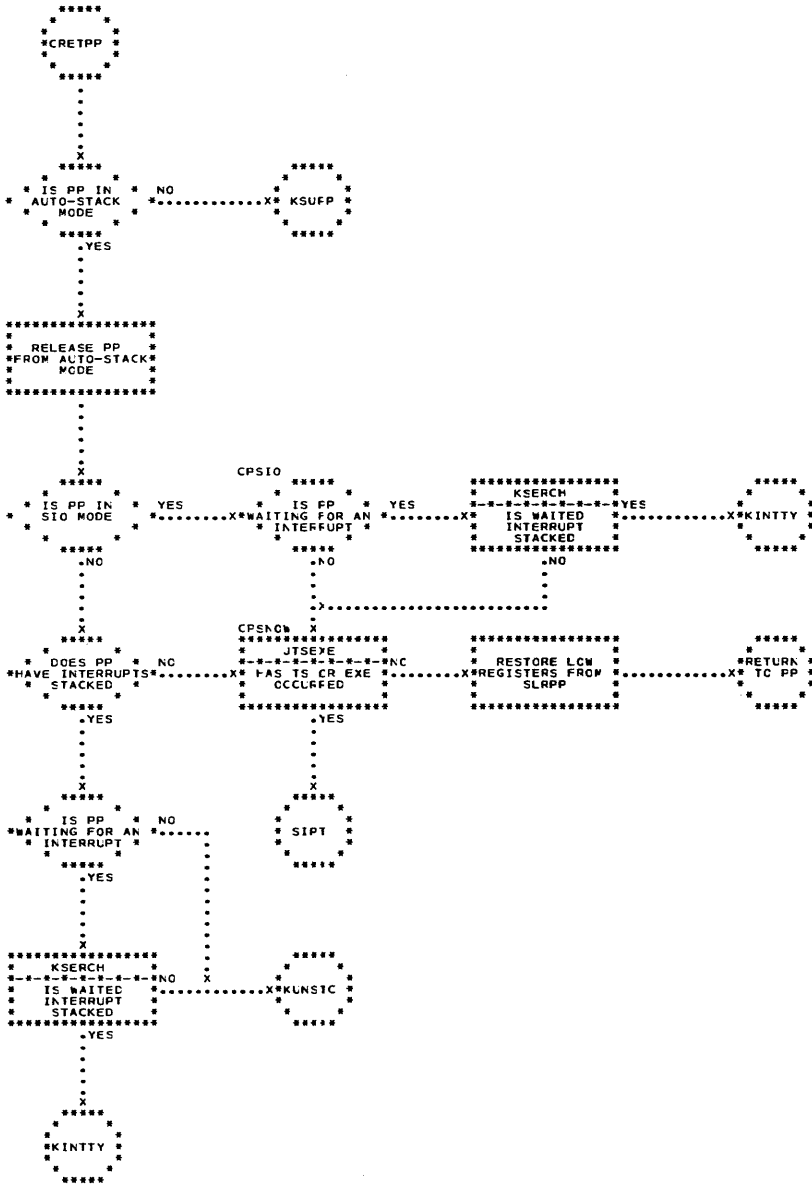 CRETPP
IS PP IN
AUTO-STACK
MODE
NO
KSUFP
YES
RELEASE PP
FROM AUTO-STACK
MODE
CPSIO
IS PP IN
SIO MODE
YES
IS PP
WAITING FOR AN
INTERRUPT
YES
KSERCH
IS WAITED
INTERRUPT
STACKED
YES
KINTTY
NO
NO
NO
CPSNOW
DOES PP
HAVE INTERRUPTS
STACKED
NO
JTSEXE
HAS TS CR EXE
OCCURRED
NO
RESTORE LCW
REGISTERS FROM
SLRPP
RETURN
TC PP
YES
YES
IS PP
WAITING FOR AN
INTERRUPT
NO
SIPT
YES
KSERCH
IS WAITED
INTERRUPT
STACKED
NO
KUNSTC
YES
KINTTY